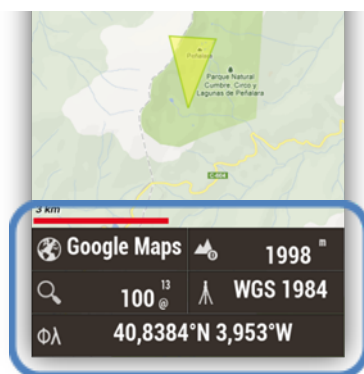 Peñalara
Parque Natural
Cumbre, Circo y
Lagunas de Peñalara
C-604
3 km
Google Maps
D
1998 m
100 13 @
WGS 1984
Φλ 40,8384°N 3,953°W